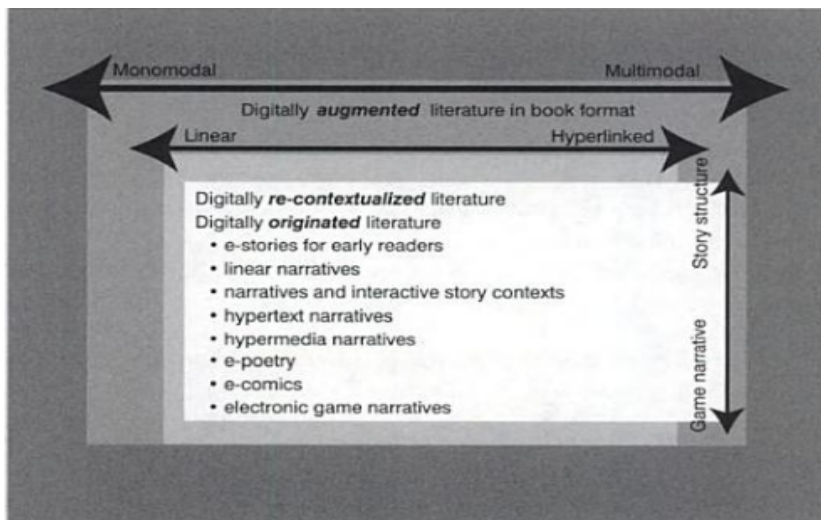 Monomodal Multimodal
Digitally augmented literature in book format
Linear Hyperlinked
Digitally re-contextualized literature
Digitally originated literature
• e-stories for early readers
• linear narratives
• narratives and interactive story contexts
• hypertext narratives
• hypermedia narratives
• e-poetry
• e-comics
• electronic game narratives
Story structure
Game narrative